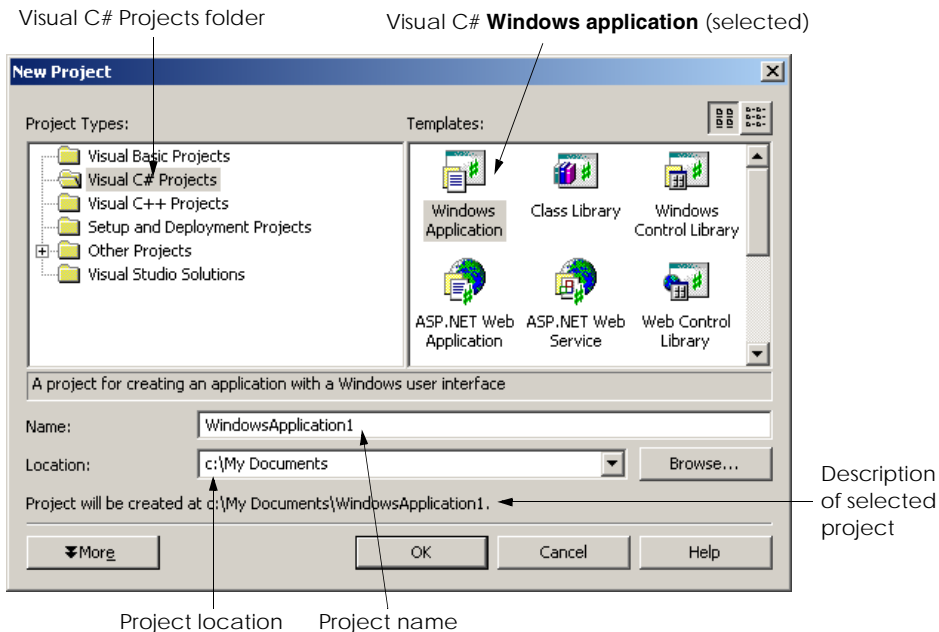 Visual C# Projects folder
Visual C# Windows application (selected)
New Project
Project Types:
Templates:
Visual Basic Projects
Visual C# Projects
Visual C++ Projects
Setup and Deployment Projects
Other Projects
Visual Studio Solutions
Windows
Application
Class Library
Windows
Control Library
ASP.NET Web
Application
ASP.NET Web
Service
Web Control
Library
A project for creating an application with a Windows user interface
Name:
WindowsApplication1
Location:
c:\My Documents
Browse...
Project will be created at c:\My Documents\WindowsApplication1.
Description
of selected
project
More
OK
Cancel
Help
Project location
Project name